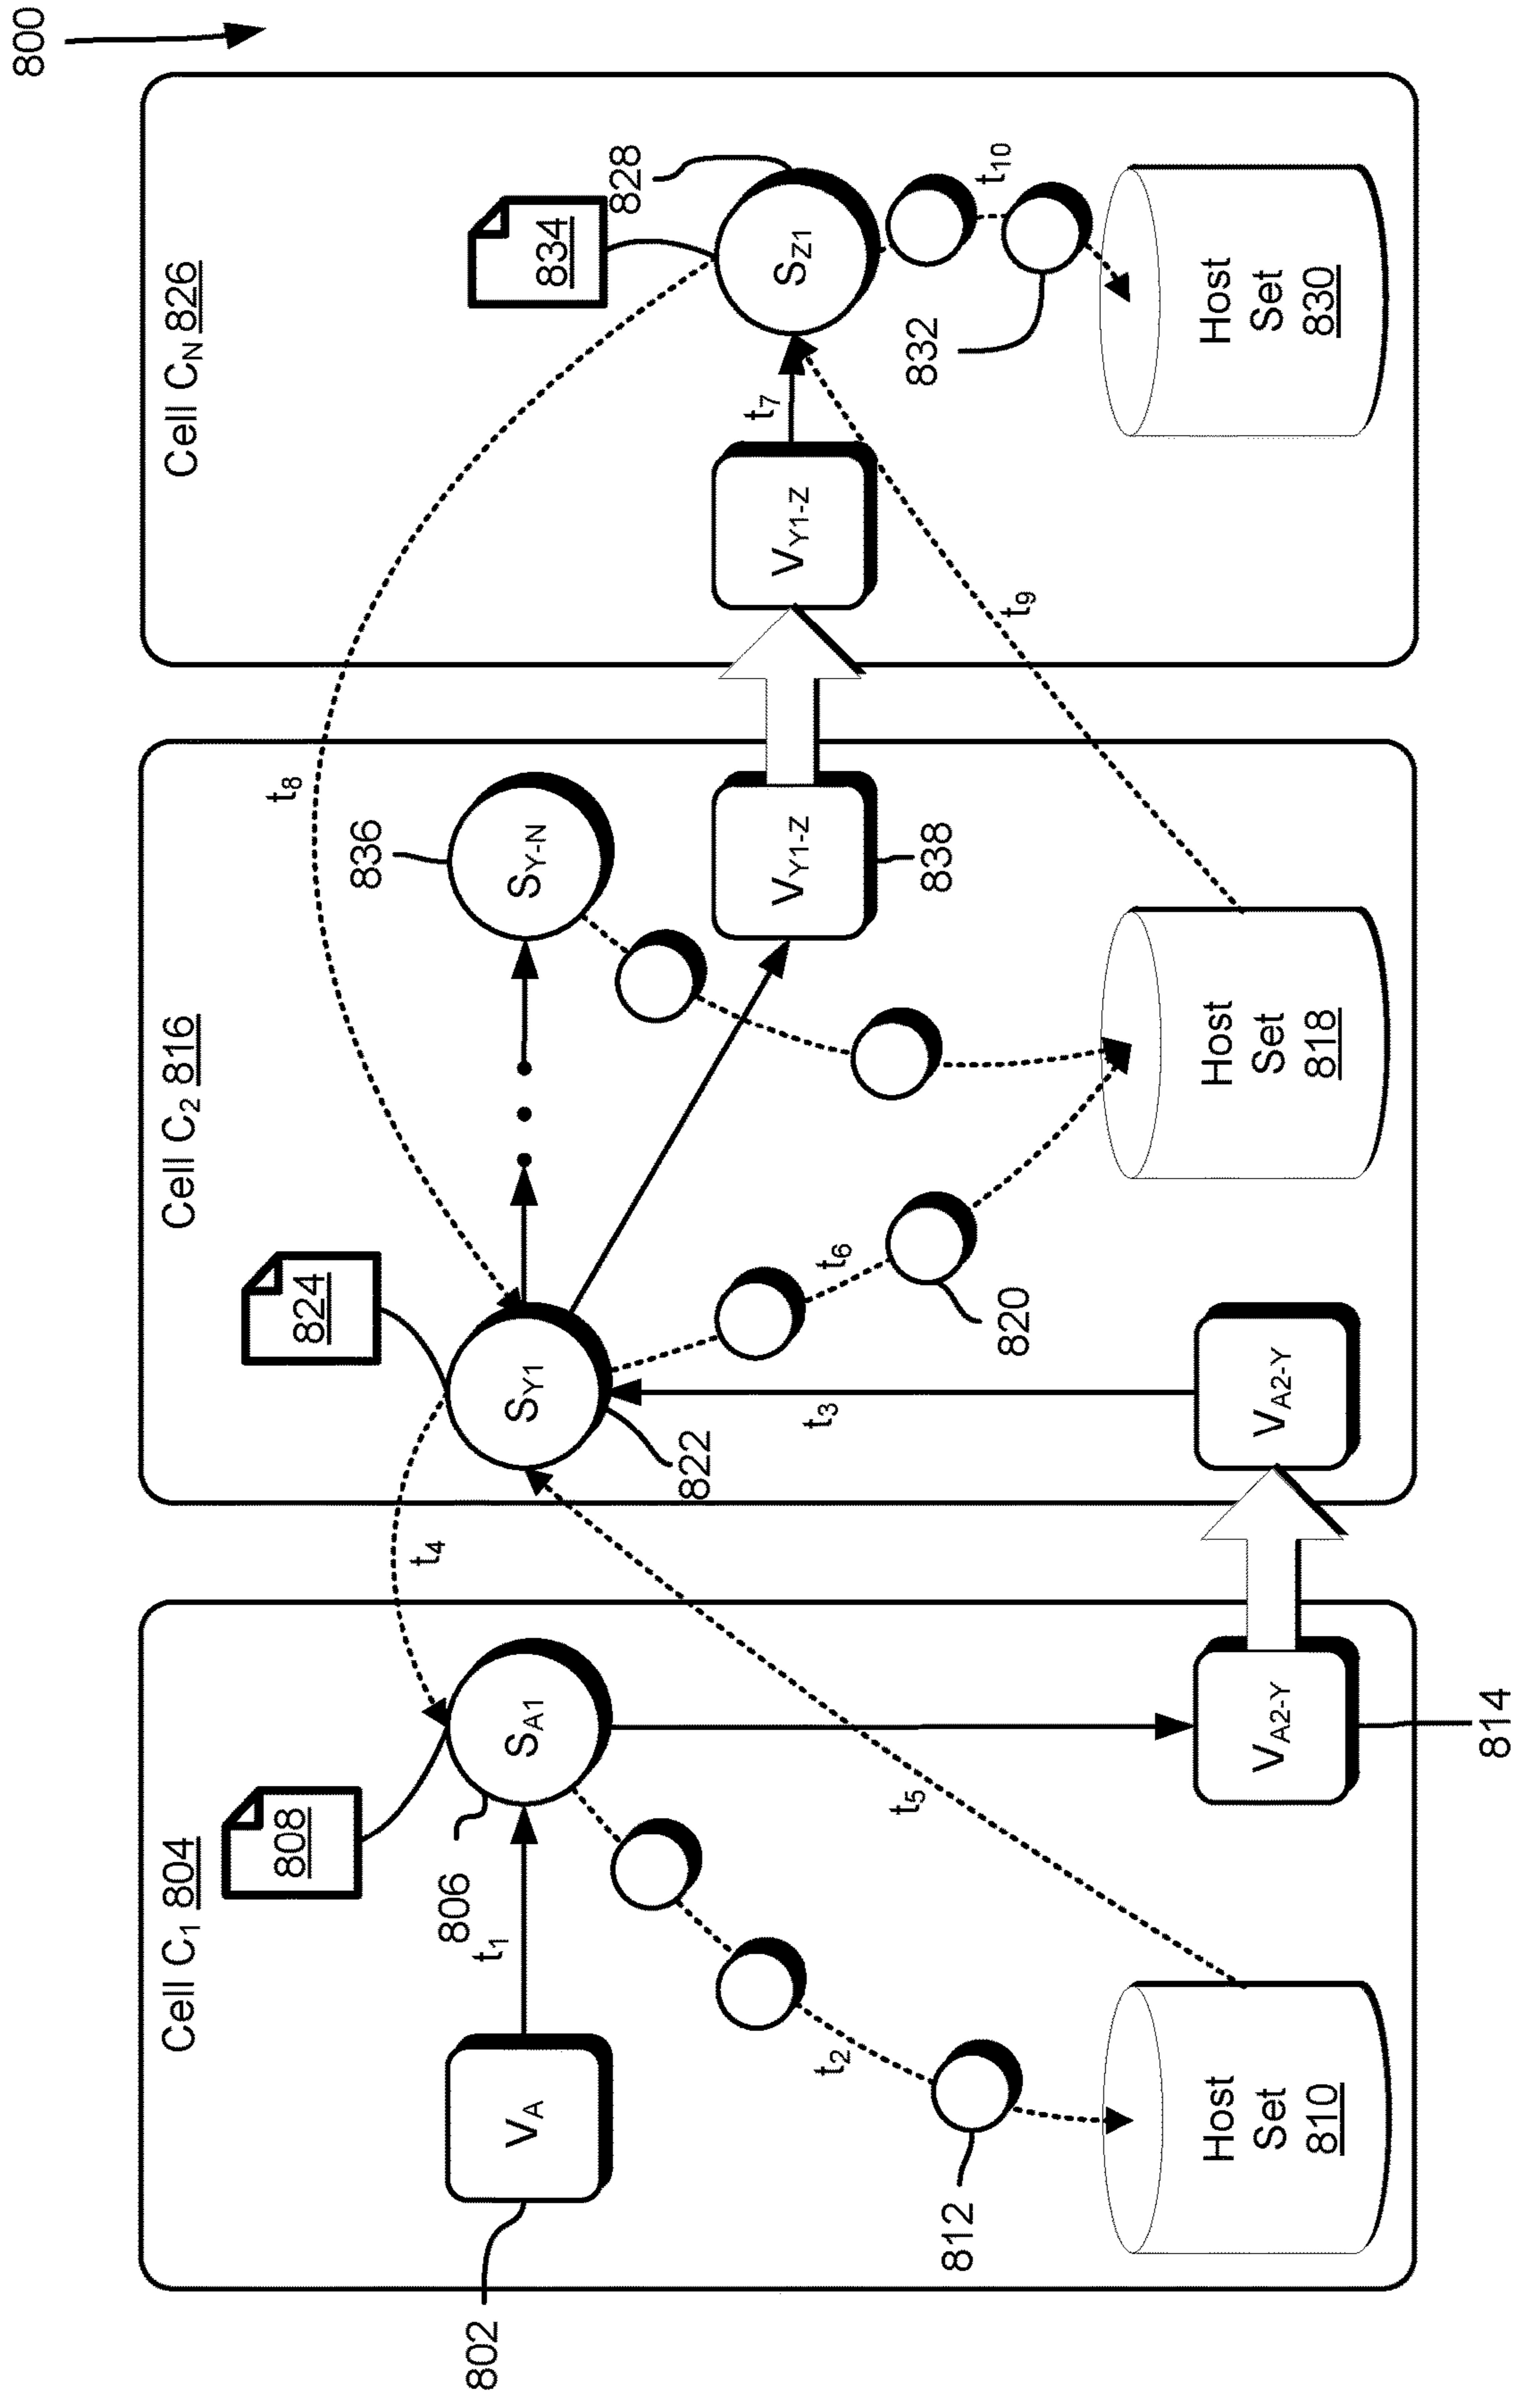 800
Cell C1 804
Cell C2 816
Cell CN 826
808
824
834
836
828
806
802
VA
t1
SA1
t4
SY1
822
SY-N
t8
t2
812
t5
t3
t6
820
VY1-Z
838
VY1-Z
t7
SZ1
t9
t10
832
Host
Set
810
VA2-Y
814
VA2-Y
Host
Set
818
Host
Set
830